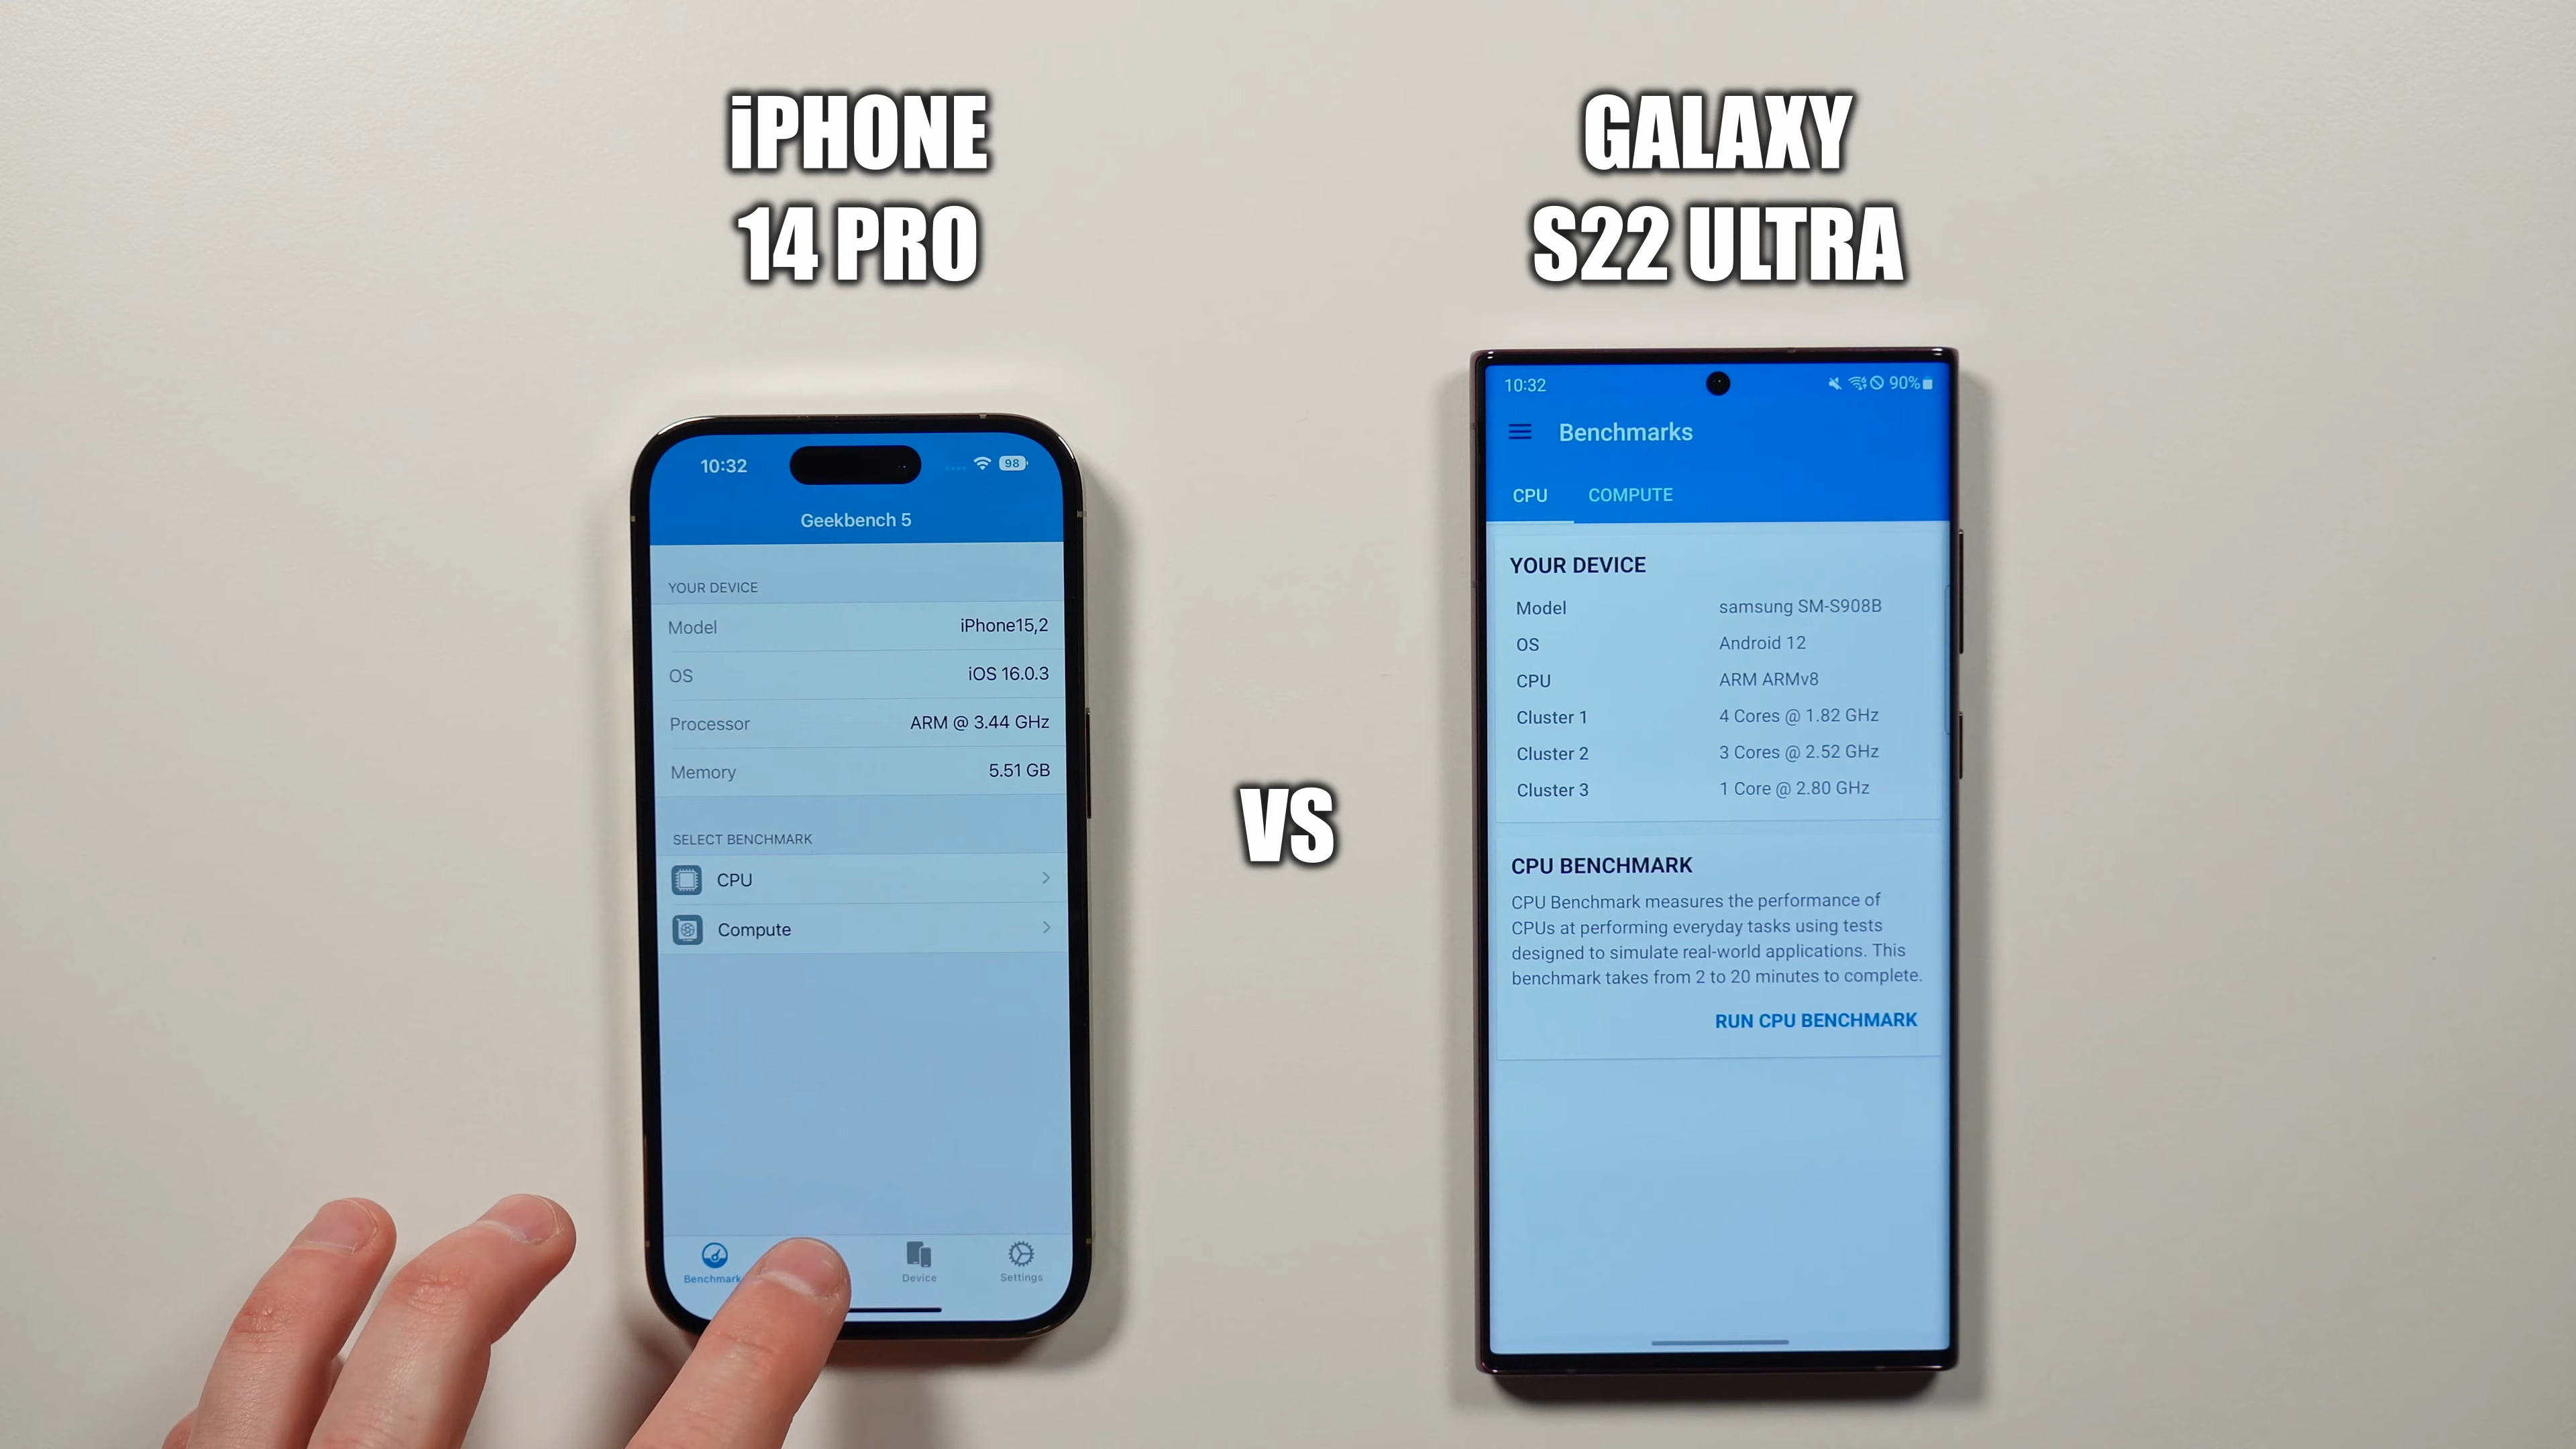 iPHONE
14 PRO
GALAXY
S22 ULTRA
VS
10:32
98
Geekbench 5
YOUR DEVICE
Model iPhone15,2
OS iOS 16.0.3
Processor ARM @ 3.44 GHz
Memory 5.51 GB
SELECT BENCHMARK
CPU
Compute
Benchmark
Device
Settings
10:32
90%
Benchmarks
CPU COMPUTE
YOUR DEVICE
Model samsung SM-S908B
OS Android 12
CPU ARM ARMv8
Cluster 1 4 Cores @ 1.82 GHz
Cluster 2 3 Cores @ 2.52 GHz
Cluster 3 1 Core @ 2.80 GHz
CPU BENCHMARK
CPU Benchmark measures the performance of
CPUs at performing everyday tasks using tests
designed to simulate real-world applications. This
benchmark takes from 2 to 20 minutes to complete.
RUN CPU BENCHMARK